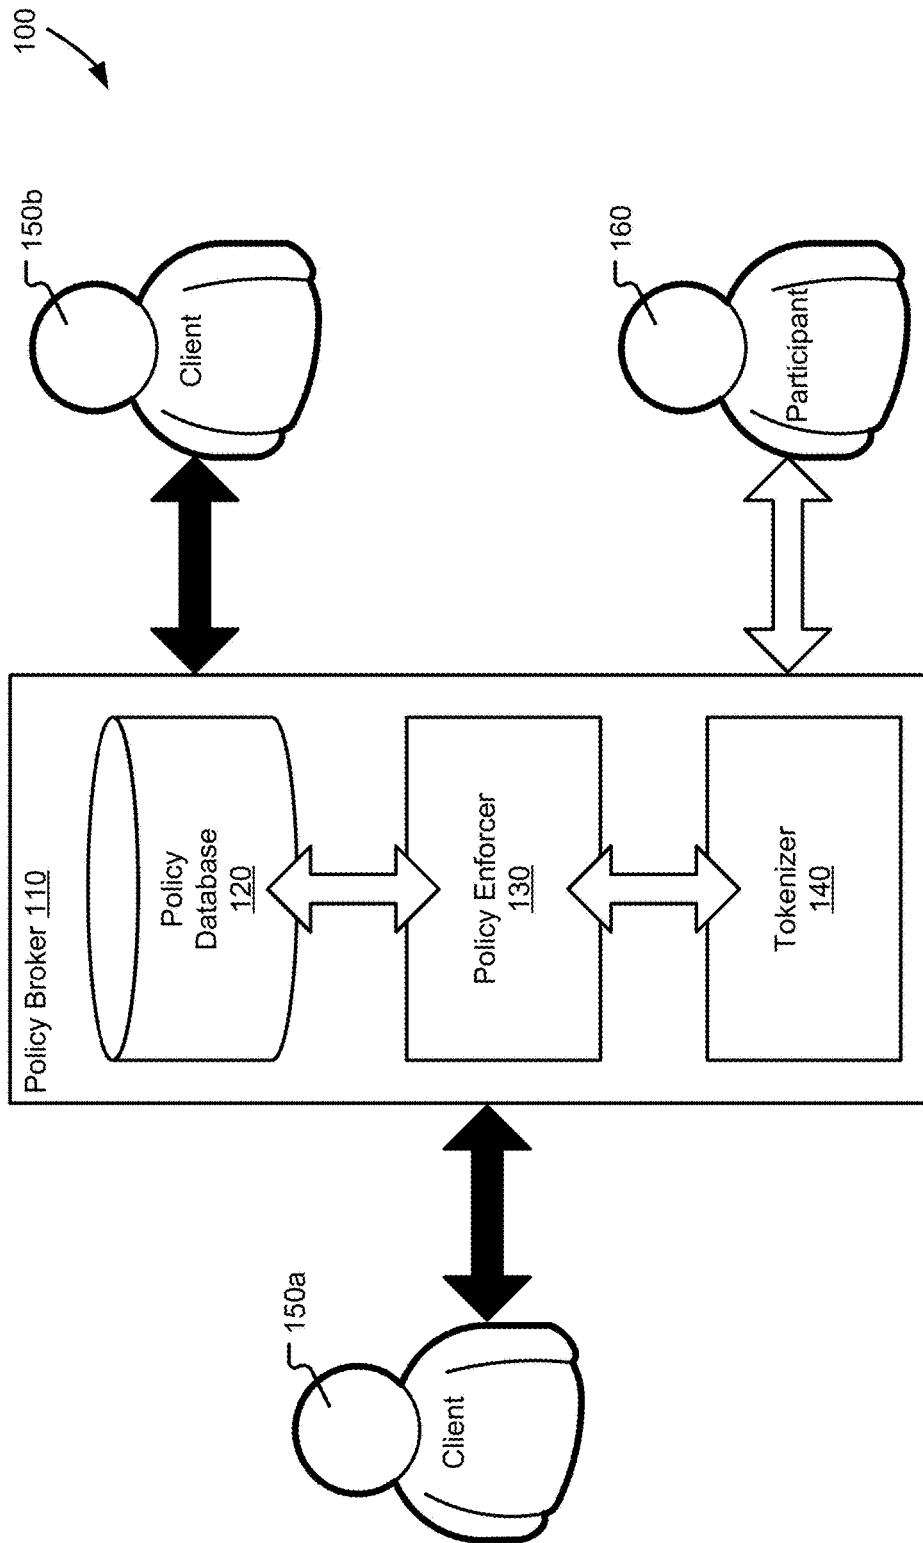 100
Policy Broker 110
Policy
Database
120
Policy Enforcer
130
Tokenizer
140
150a
Client
150b
Client
160
Participant